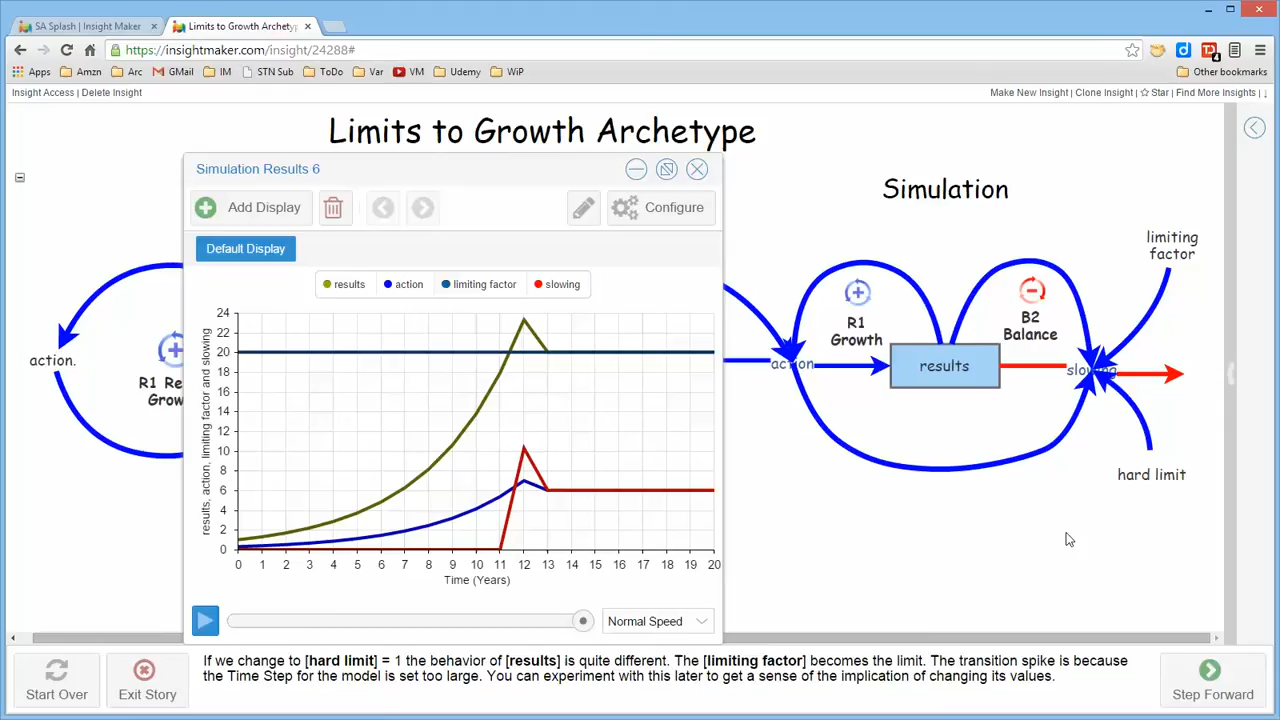 SA Splash | Insight Maker
Limits to Growth Archetyp
https://insightmaker.com/insight/24288#
Apps Amzn Arc GMail IM STN Sub ToDo Var VM Udemy WiP Other bookmarks
Insight Access | Delete Insight
Make New Insight | Clone Insight | Star | Find More Insights |
Limits to Growth Archetype
Simulation Results 6
Add Display
Configure
Default Display
results action limiting factor slowing
results, action, limiting factor and slowing
24
22
20
18
16
14
12
10
8
6
4
2
0
0 1 2 3 4 5 6 7 8 9 10 11 12 13 14 15 16 17 18 19 20
Time (Years)
Normal Speed
action.
R1 Re
Grow
Simulation
limiting
factor
R1
Growth
B2
Balance
action
results
slowing
hard limit
Start Over
Exit Story
If we change to [hard limit] = 1 the behavior of [results] is quite different. The [limiting factor] becomes the limit. The transition spike is because
the Time Step for the model is set too large. You can experiment with this later to get a sense of the implication of changing its values.
Step Forward